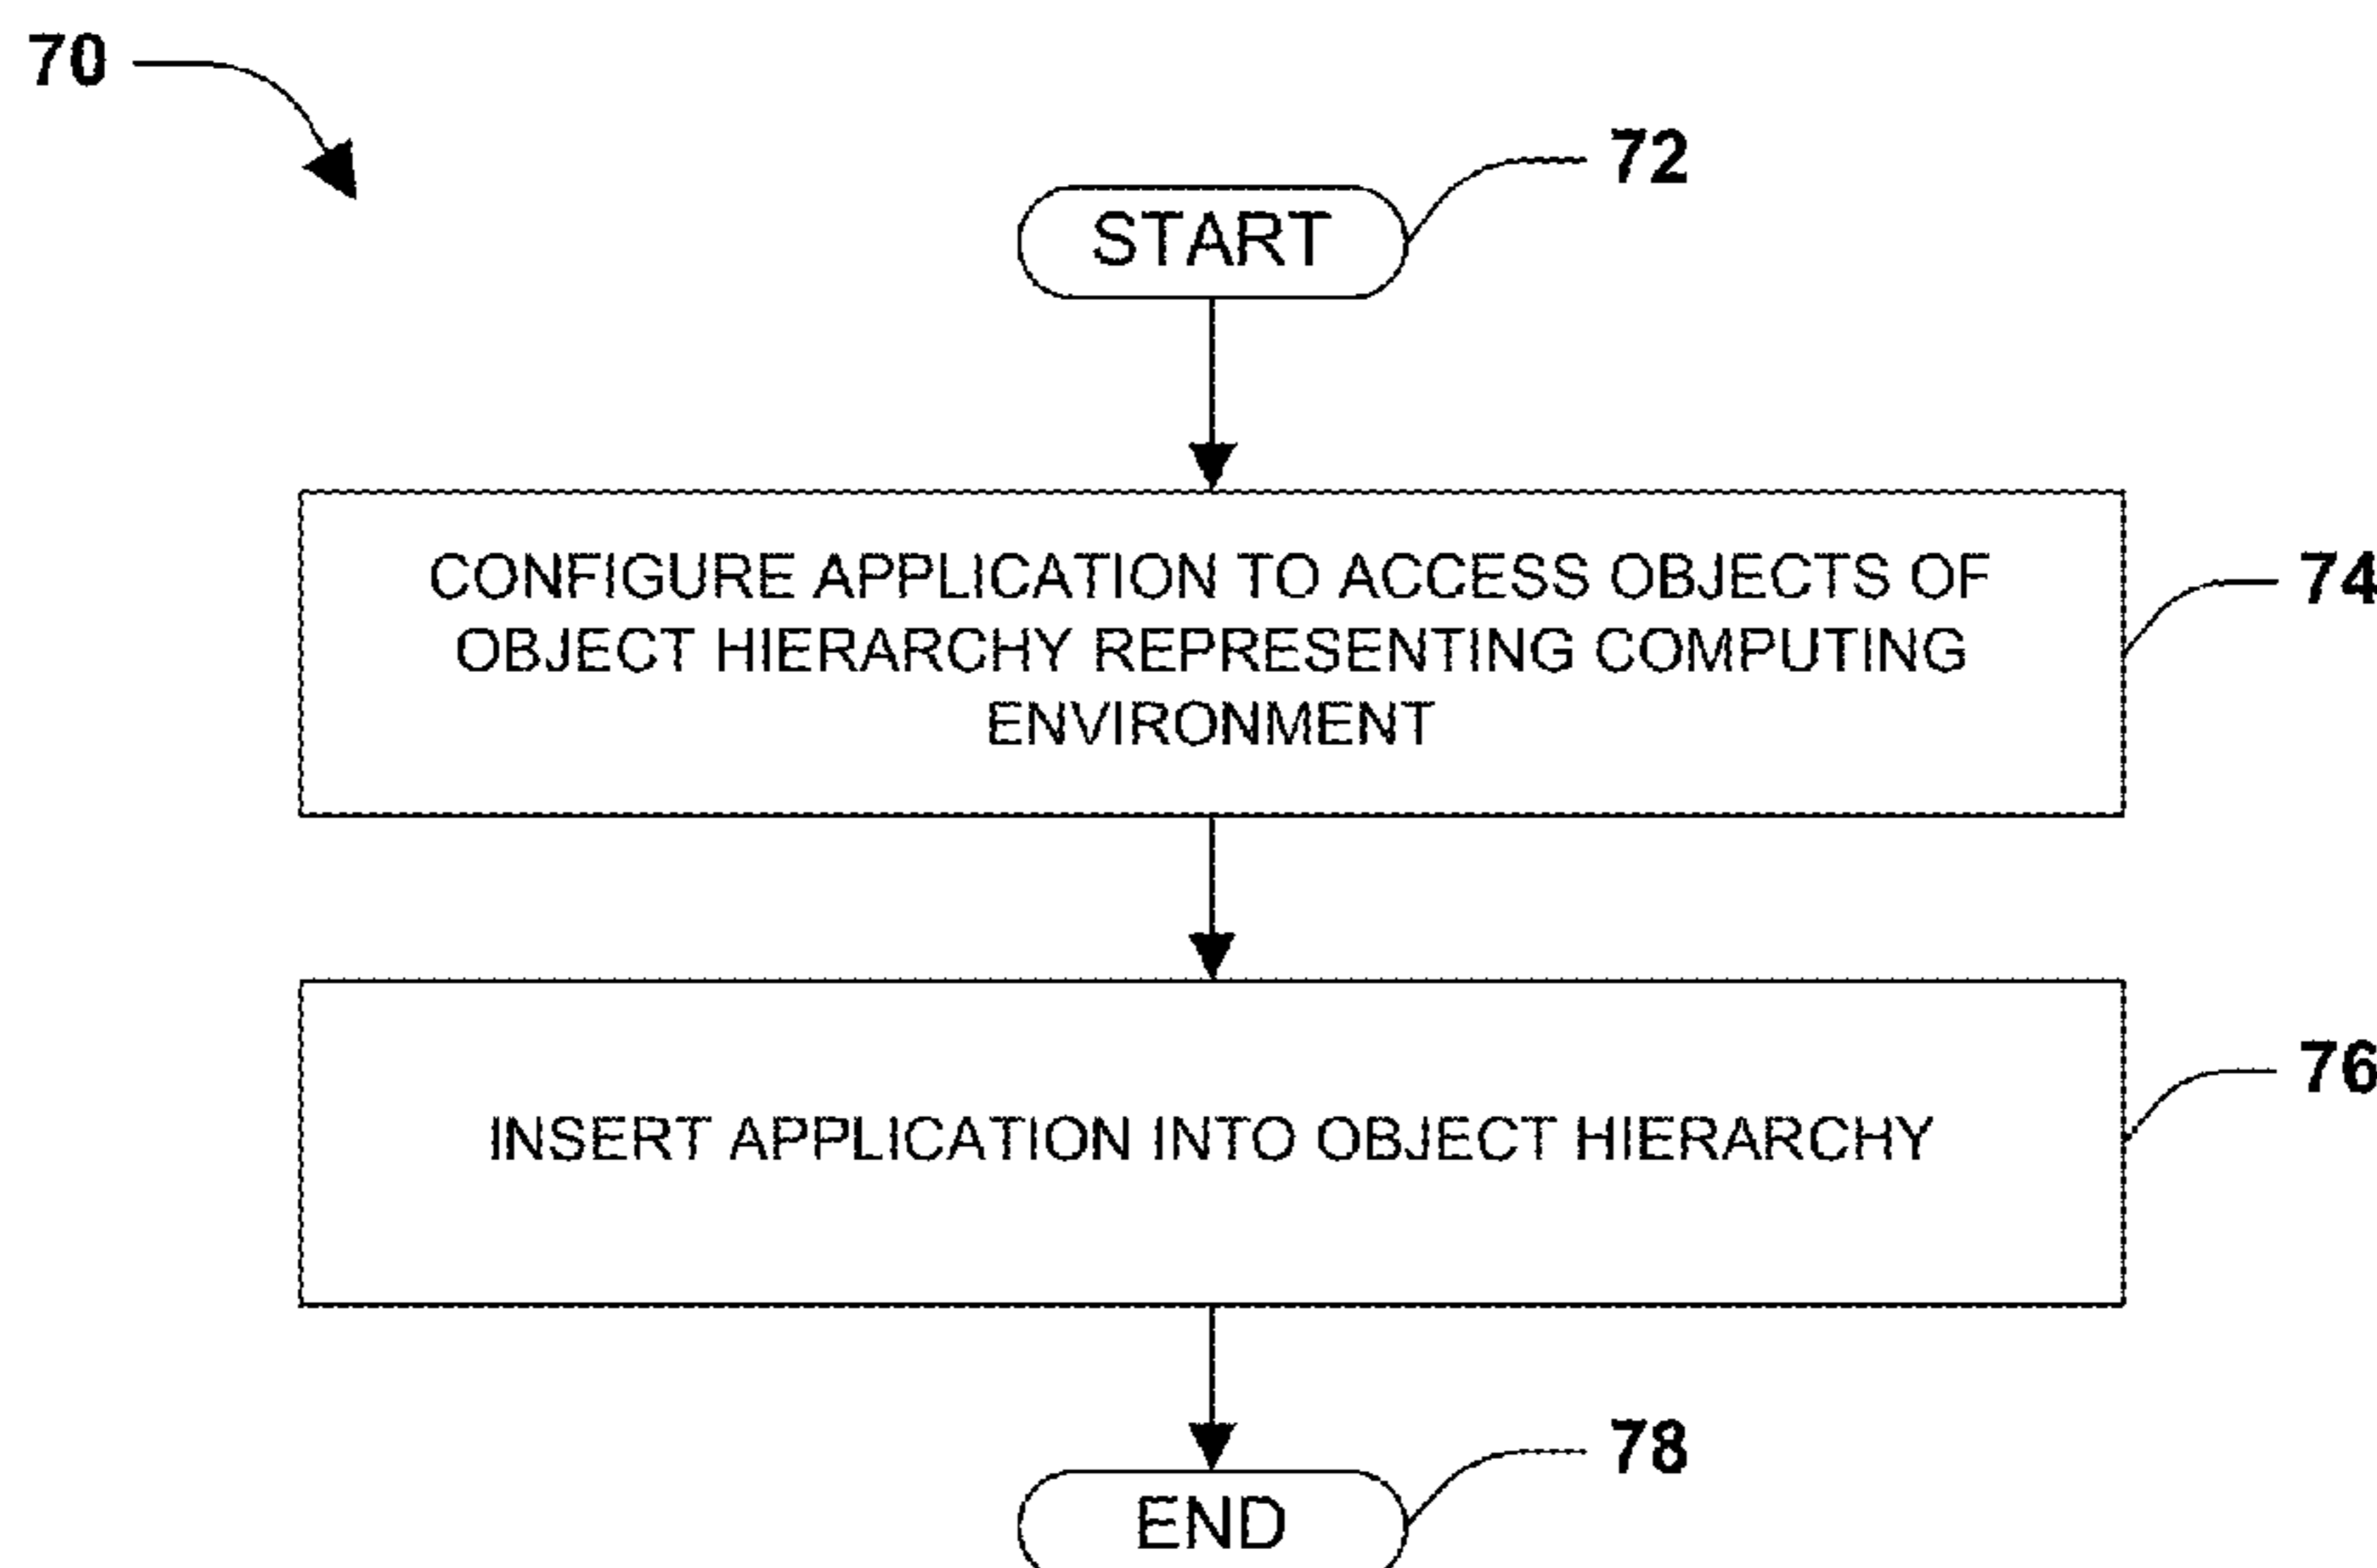 70
72
START
CONFIGURE APPLICATION TO ACCESS OBJECTS OF
OBJECT HIERARCHY REPRESENTING COMPUTING
ENVIRONMENT
74
INSERT APPLICATION INTO OBJECT HIERARCHY
76
78
END